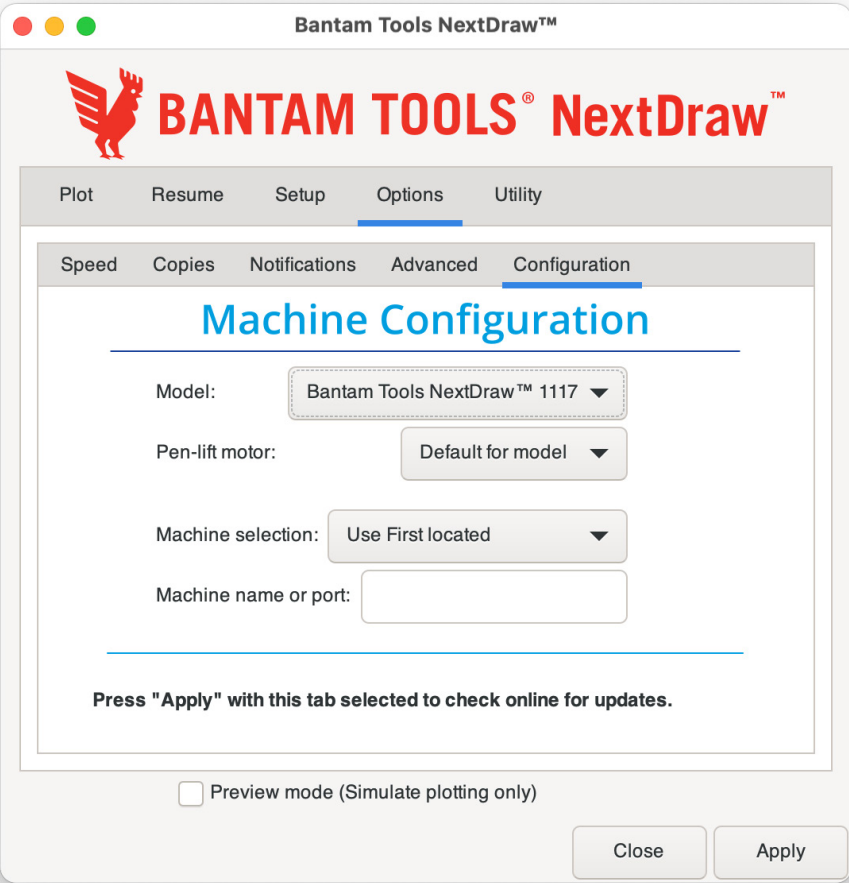 Bantam Tools NextDraw™
BANTAM TOOLS® NextDraw™
Plot Resume Setup Options Utility
Speed Copies Notifications Advanced Configuration
Machine Configuration
Model: Bantam Tools NextDraw™ 1117
Pen-lift motor: Default for model
Machine selection: Use First located
Machine name or port:
Press "Apply" with this tab selected to check online for updates.
Preview mode (Simulate plotting only)
Close Apply